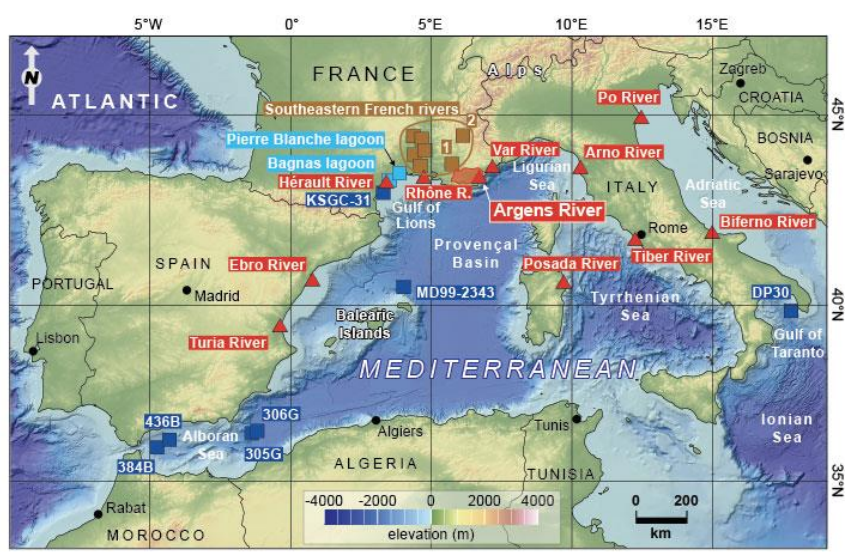 5°W
0°
5°E
10°E
15°E
N
ATLANTIC
FRANCE
Alps
Zagreb
CROATIA
Po River
45°N
Southeastern French rivers
2
1
Pierre Blanche lagoon
Bagnas lagoon
Hérault River
KSGC-31
Rhône R.
Gulf of
Lions
Var River
Ligurian
Sea
Arno River
BOSNIA
Sarajevo
ITALY
Adriatic
Sea
Argens River
Biferno River
Rome
Tiber River
Provençal
Basin
Posada River
SPAIN
Ebro River
PORTUGAL
Madrid
MD99-2343
Tyrrhenian
Sea
DP30
40°N
Balearic
Islands
Turia River
Lisbon
Gulf of
Taranto
MEDITERRANEAN
436B
306G
Alboran
Sea
384B
305G
Algiers
Tunis
Ionian
Sea
ALGERIA
TUNISIA
35°N
Rabat
MOROCCO
-4000 -2000 0 2000 4000
elevation (m)
0 200
km